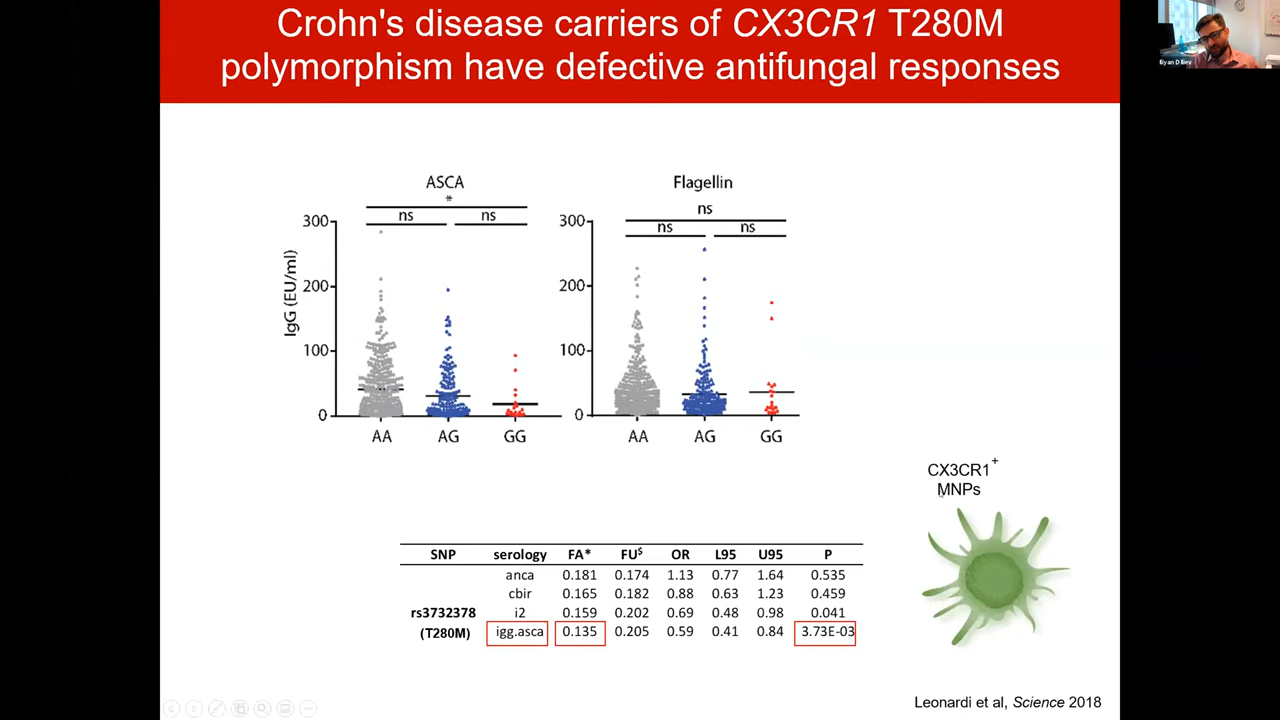 Crohn's disease carriers of CX3CR1 T280M
polymorphism have defective antifungal responses
ASCA
*
ns ns
300
200
100
0
IgG (EU/ml)
AA AG GG
Flagellin
ns
ns ns
300
200
100
0
AA AG GG
CX3CR1+
MNPs
SNP serology FA* FU$ OR L95 U95 P
anca 0.181 0.174 1.13 0.77 1.64 0.535
cbir 0.165 0.182 0.88 0.63 1.23 0.459
rs3732378 i2 0.159 0.202 0.69 0.48 0.98 0.041
(T280M) igg.asca 0.135 0.205 0.59 0.41 0.84 3.73E-03
Leonardi et al, Science 2018